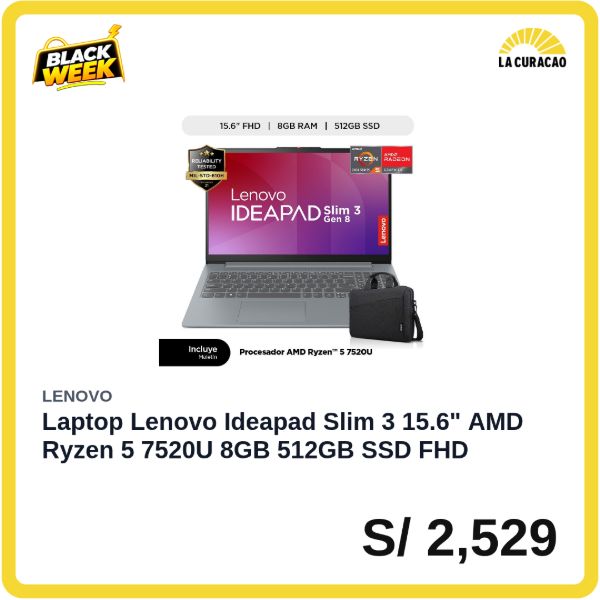 BLACK
WEEK
LA CURACAO
15.6" FHD | 8GB RAM | 512GB SSD
RELIABILITY
TESTED
MIL-STD-810H
AMD
RYZEN
5
AMD
RADEON
Lenovo
IDEAPAD Slim 3
Gen 8
Lenovo
Incluye
Maletín
Procesador AMD Ryzen™ 5 7520U
LENOVO
Laptop Lenovo Ideapad Slim 3 15.6" AMD
Ryzen 5 7520U 8GB 512GB SSD FHD
S/ 2,529